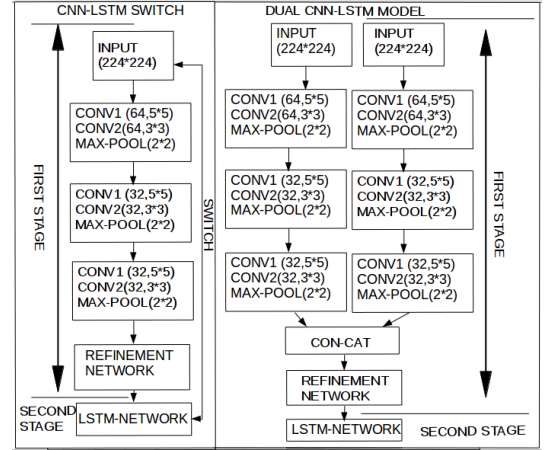 CNN-LSTM SWITCH
INPUT
(224*224)
CONV1 (64,5*5)
CONV2(64,3*3)
MAX-POOL(2*2)
CONV1 (32,5*5)
CONV2(32,3*3)
MAX-POOL(2*2)
CONV1 (32,5*5)
CONV2(32,3*3)
MAX-POOL(2*2)
REFINEMENT
NETWORK
LSTM-NETWORK
FIRST STAGE
SECOND
STAGE
SWITCH
DUAL CNN-LSTM MODEL
INPUT
(224*224)
INPUT
(224*224)
CONV1 (64,5*5)
CONV2(64,3*3)
MAX-POOL(2*2)
CONV1 (64,5*5)
CONV2(64,3*3)
MAX-POOL(2*2)
CONV1 (32,5*5)
CONV2(32,3*3)
MAX-POOL(2*2)
CONV1 (32,5*5)
CONV2(32,3*3)
MAX-POOL(2*2)
CONV1 (32,5*5)
CONV2(32,3*3)
MAX-POOL(2*2)
CONV1 (32,5*5)
CONV2(32,3*3)
MAX-POOL(2*2)
CON-CAT
REFINEMENT
NETWORK
LSTM-NETWORK
FIRST STAGE
SECOND STAGE